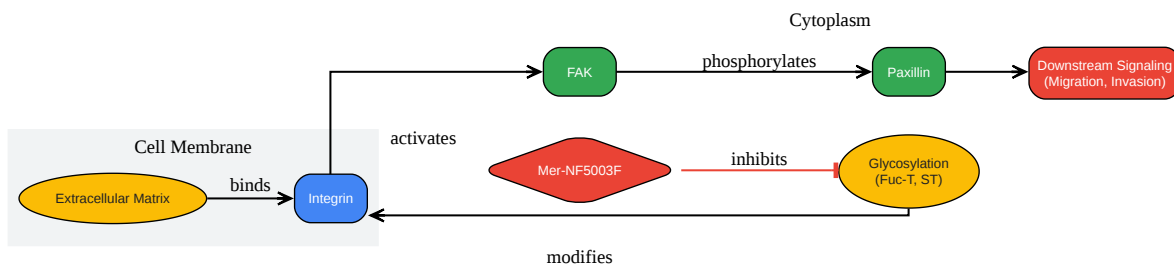 Cytoplasm
FAK
phosphorylates
Paxillin
Downstream Signaling
(Migration, Invasion)
activates
Cell Membrane
Mer-NF5003F
inhibits
Glycosylation
(Fuc-T, ST)
Extracellular Matrix
binds
Integrin
modifies